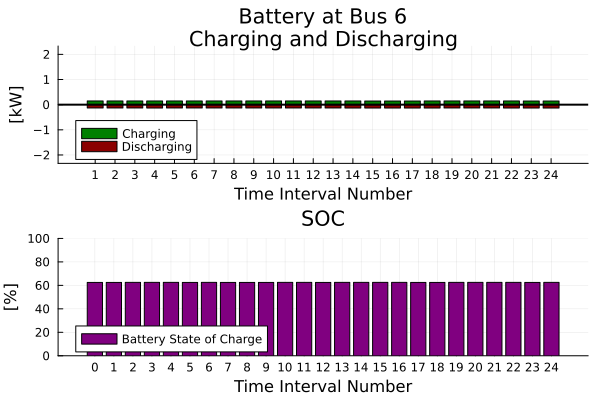 Battery at Bus 6
Charging and Discharging
[kW]
2
1
0
−1
−2
Charging
Discharging
1 2 3 4 5 6 7 8 9 10 11 12 13 14 15 16 17 18 19 20 21 22 23 24
Time Interval Number
SOC
[%]
100
80
60
40
20
0
Battery State of Charge
0 1 2 3 4 5 6 7 8 9 10 11 12 13 14 15 16 17 18 19 20 21 22 23 24
Time Interval Number